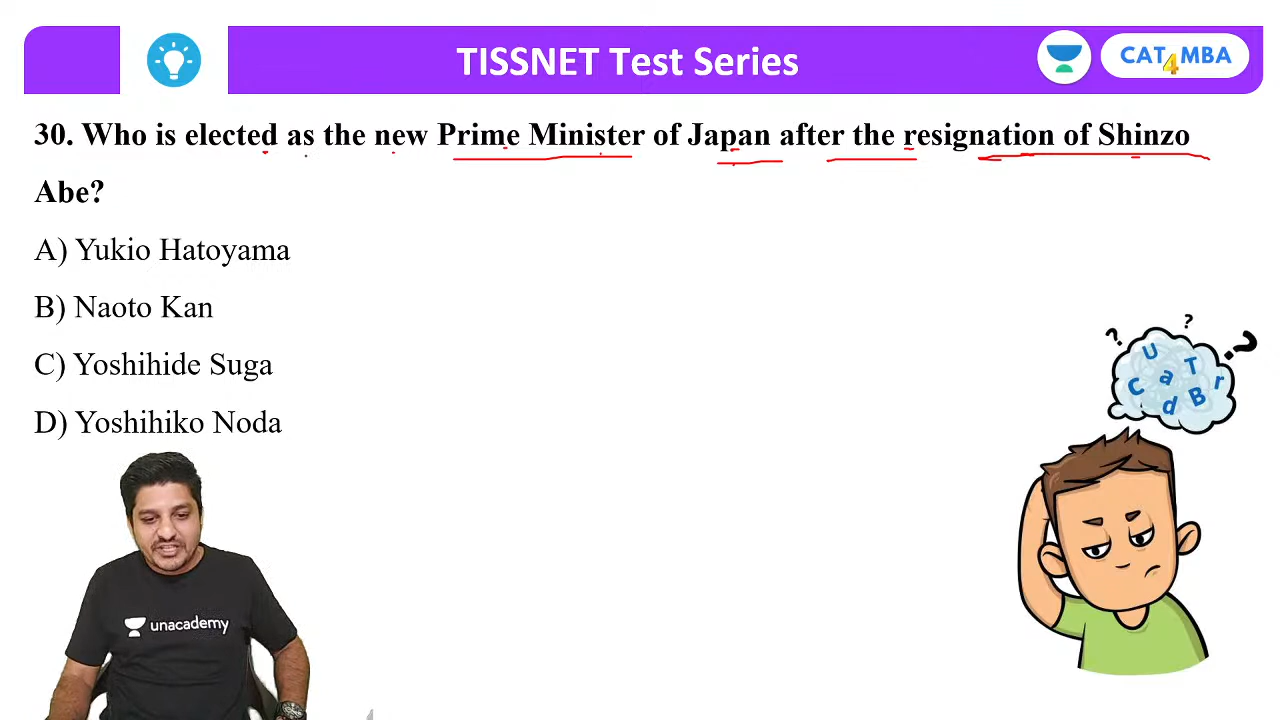 TISSNET Test Series
CAT4MBA
30. Who is elected as the new Prime Minister of Japan after the resignation of Shinzo
Abe?
A) Yukio Hatoyama
B) Naoto Kan
C) Yoshihide Suga
D) Yoshihiko Noda
? ? ?
U T r
C a B
d
unacademy